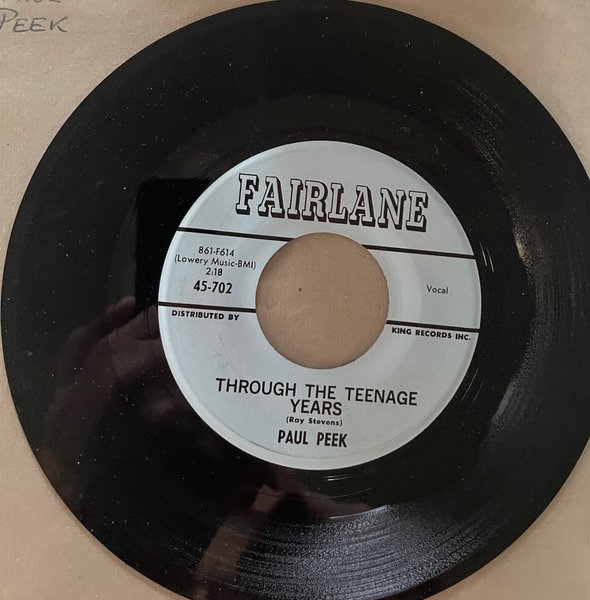 PEEK
FAIRLANE
861-F614
(Lowery Music-BMI)
2:18
45-702
Vocal
DISTRIBUTED BY
KING RECORDS INC.
THROUGH THE TEENAGE
YEARS
(Ray Stevens)
PAUL PEEK